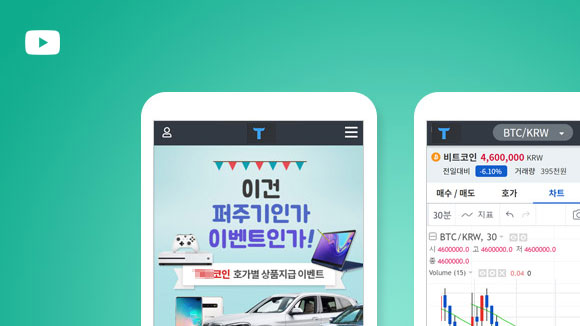 T
이건
퍼주기인가
이벤트인가!
코인 호가별 상품지급 이벤트
T
BTC/KRW
비트코인 4,600,000 KRW
전일대비 -6.10% 거래량 395천원
매수 / 매도 호가 차트
30분 지표
BTC/KRW, 30
시 4600000.0 고 4600000.0 저 4600000.0
종 4600000.0
Volume (15) 0.04 0